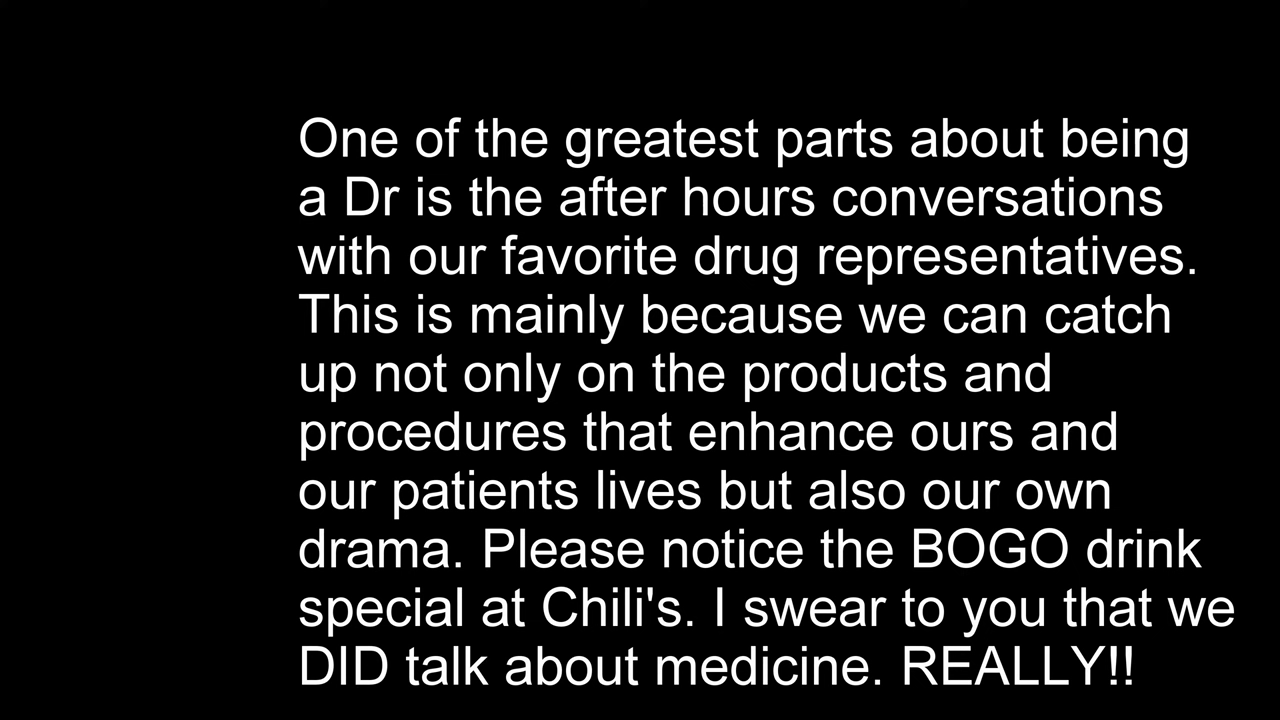 One of the greatest parts about being
a Dr is the after hours conversations
with our favorite drug representatives.
This is mainly because we can catch
up not only on the products and
procedures that enhance ours and
our patients lives but also our own
drama. Please notice the BOGO drink
special at Chili's. I swear to you that we
DID talk about medicine. REALLY!!